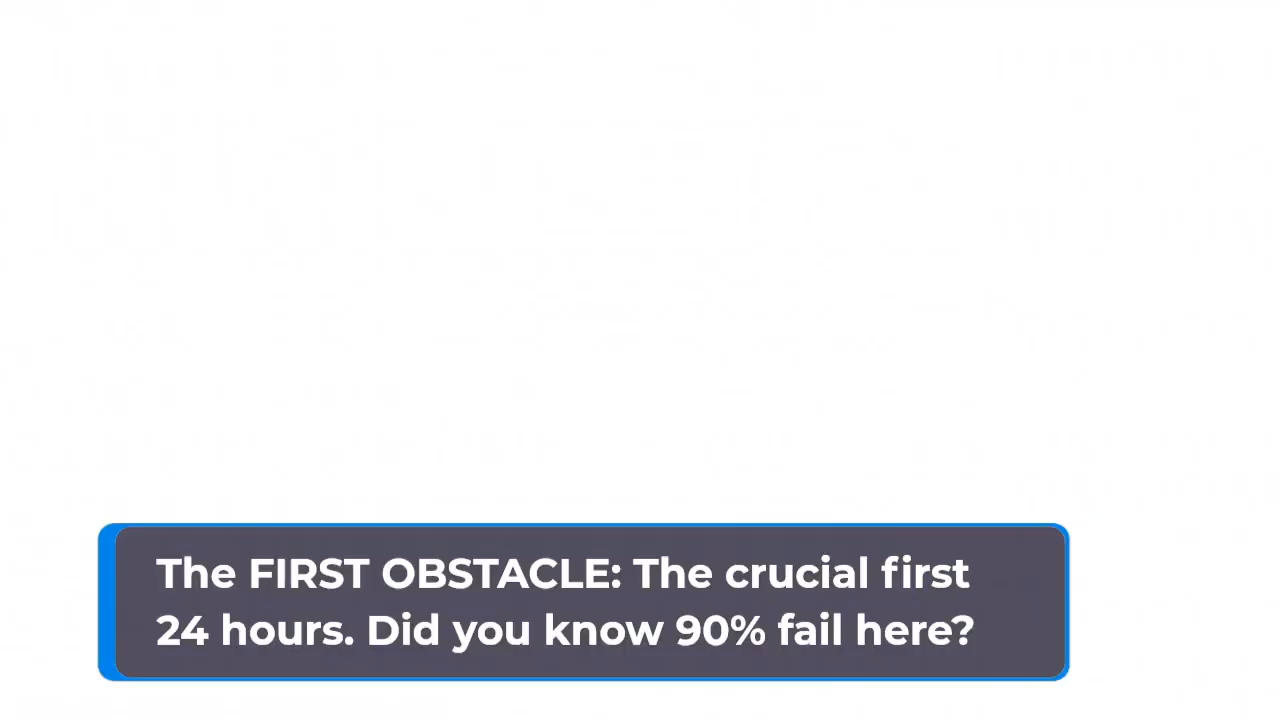 The FIRST OBSTACLE: The crucial first
24 hours. Did you know 90% fail here?